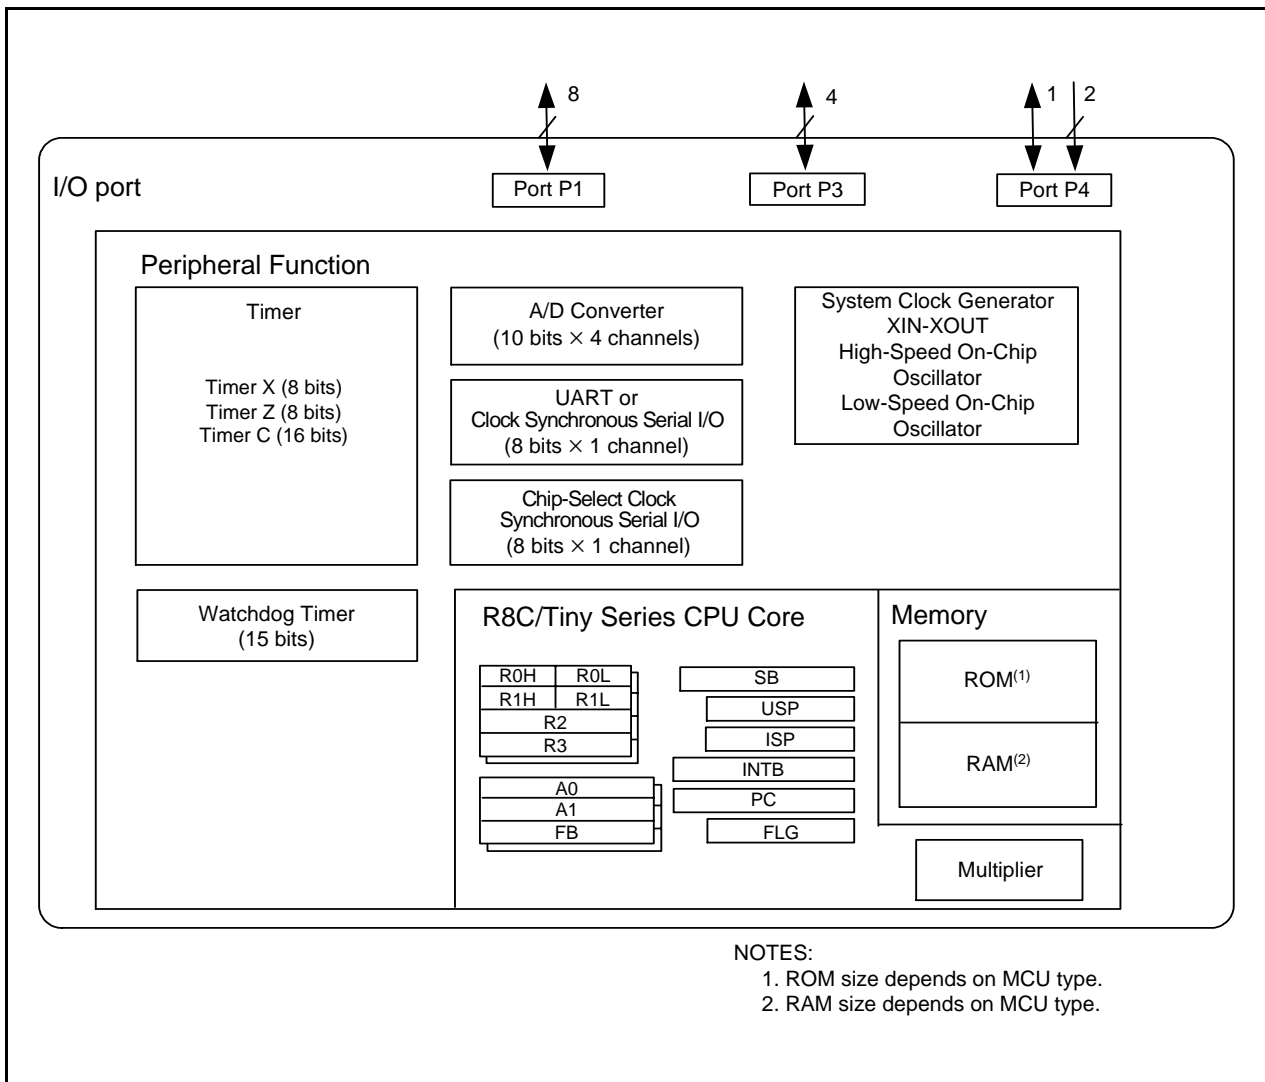 8
4
1
2
I/O port
Port P1
Port P3
Port P4
Peripheral Function
Timer
Timer X (8 bits)
Timer Z (8 bits)
Timer C (16 bits)
A/D Converter
(10 bits × 4 channels)
UART or
Clock Synchronous Serial I/O
(8 bits × 1 channel)
Chip-Select Clock
Synchronous Serial I/O
(8 bits × 1 channel)
System Clock Generator
XIN-XOUT
High-Speed On-Chip
Oscillator
Low-Speed On-Chip
Oscillator
Watchdog Timer
(15 bits)
R8C/Tiny Series CPU Core
R0H
R0L
R1H
R1L
R2
R3
A0
A1
FB
SB
USP
ISP
INTB
PC
FLG
Memory
ROM(1)
RAM(2)
Multiplier
NOTES:
1. ROM size depends on MCU type.
2. RAM size depends on MCU type.